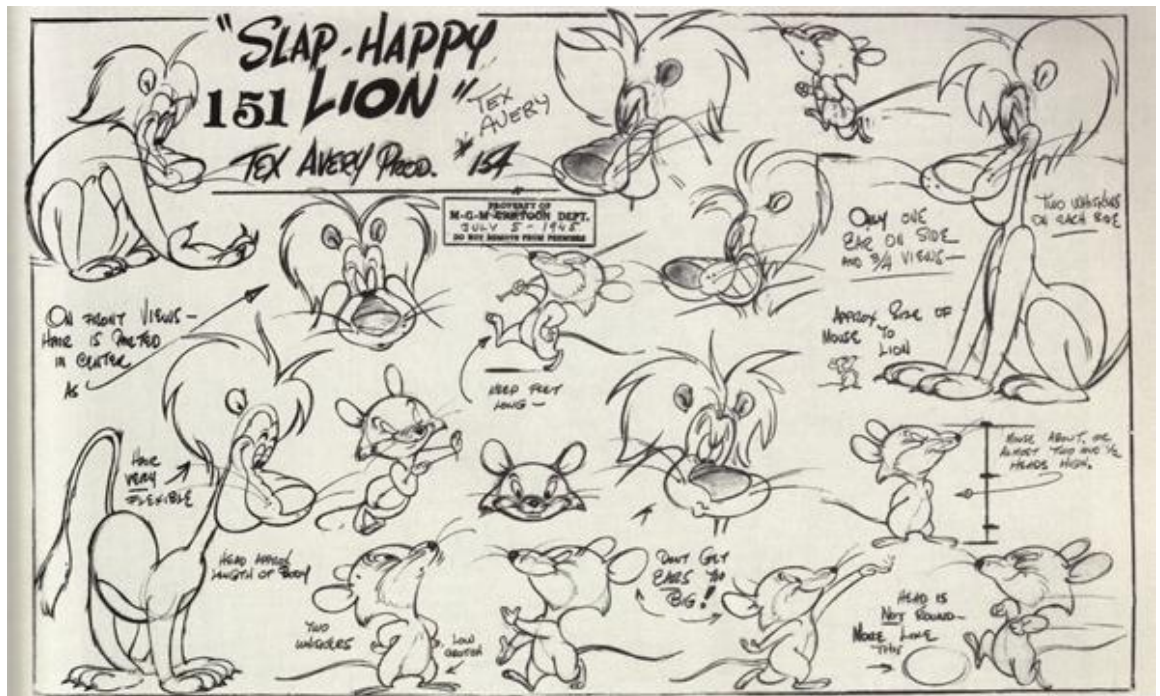 "SLAP-HAPPY
151 LION"
TEX
AVERY
TEX AVERY PROD. #154
PROPERTY OF
M-G-M CARTOON DEPT.
JULY 5-1945
DO NOT REMOVE FROM PREMISES
ONLY ONE
EAR ON SIDE
AND 3/4 VIEWS-
TWO WHISKERS
ON EACH SIDE
ON FRONT VIEWS-
HAIR IS PARTED
IN CENTER
AS
APPROX SIZE OF
MOUSE TO
LION
KEEP FEET
LONG-
HAIR
VERY
FLEXIBLE
MOUSE ABOUT, OR
ALMOST TWO AND 1/2
HEADS HIGH.
HEAD APPROX
LENGTH OF BODY
DON'T GET
EARS TOO
BIG!
TWO
WHISKERS
LOW
CROTCH
HEAD IS
NOT ROUND-
MORE LIKE
THIS